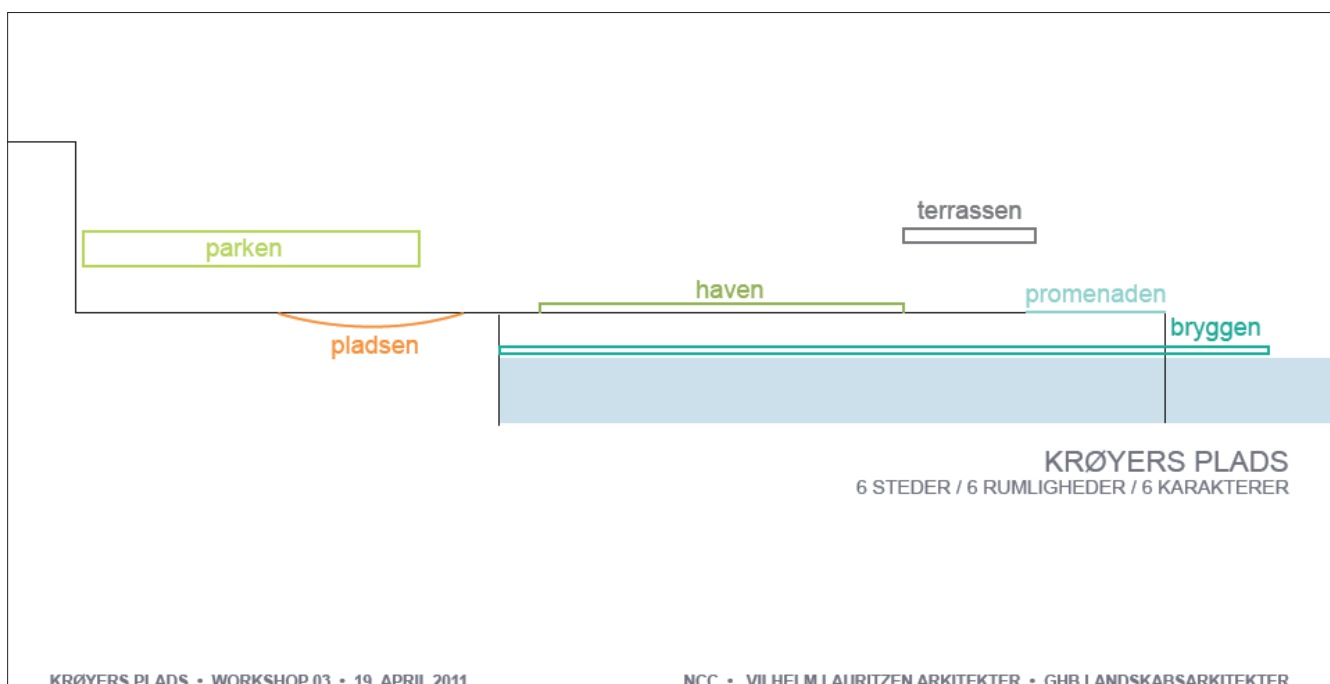 terrassen
parken
haven
promenaden
bryggen
pladsen
KRØYERS PLADS
6 STEDER / 6 RUMLIGHEDER / 6 KARAKTERER
KRØYERS PLADS • WORKSHOP 03 • 19. APRIL 2011
NCC • VILHELM LAURITZEN ARKITEKTER • GHB LANDSKABSARKITEKTER